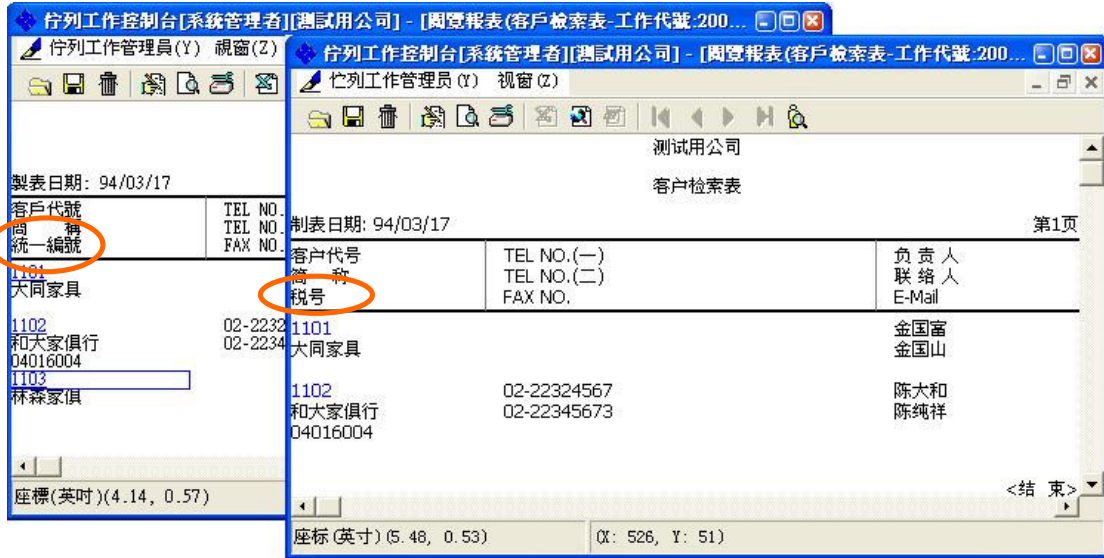 佇列工作控制台[系統管理者][測試用公司] - [閱覽報表(客戶檢索表-工作代號:200...
佇列工作管理員(Y) 視窗(Z)
製表日期: 94/03/17
客戶代號 TEL NO.
簡 稱 TEL NO.
統一編號 FAX NO.
1101
大同家具
1102 02-2232
和大家俱行 02-2234
04016004
1103
林森家俱
座標(英吋)(4.14, 0.57)
佇列工作控制台[系統管理者][測試用公司] - [閱覽報表(客戶檢索表-工作代號:200...
伫列工作管理员(Y) 视窗(Z)
测试用公司
客户检索表
制表日期: 94/03/17 第1页
客户代号 TEL NO.(一) 负 责 人
简 称 TEL NO.(二) 联 络 人
税号 FAX NO. E-Mail
1101 金国富
大同家具 金国山
1102 02-22324567 陈大和
和大家俱行 02-22345673 陈纯祥
04016004
<结 束>
座标(英寸)(5.48, 0.53) (X: 526, Y: 51)